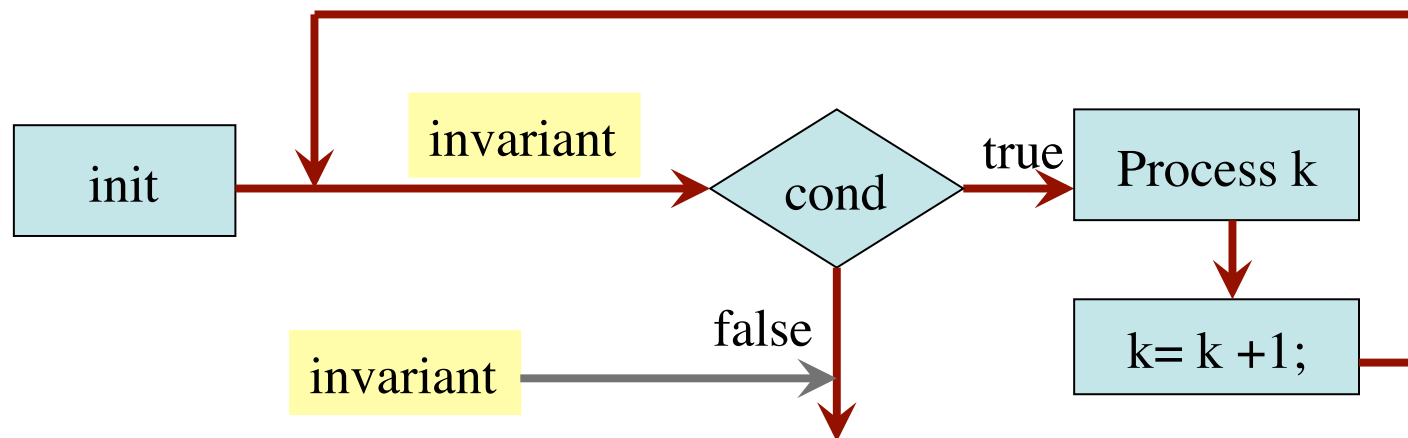 init
invariant
cond
true
Process k
k= k +1;
false
invariant